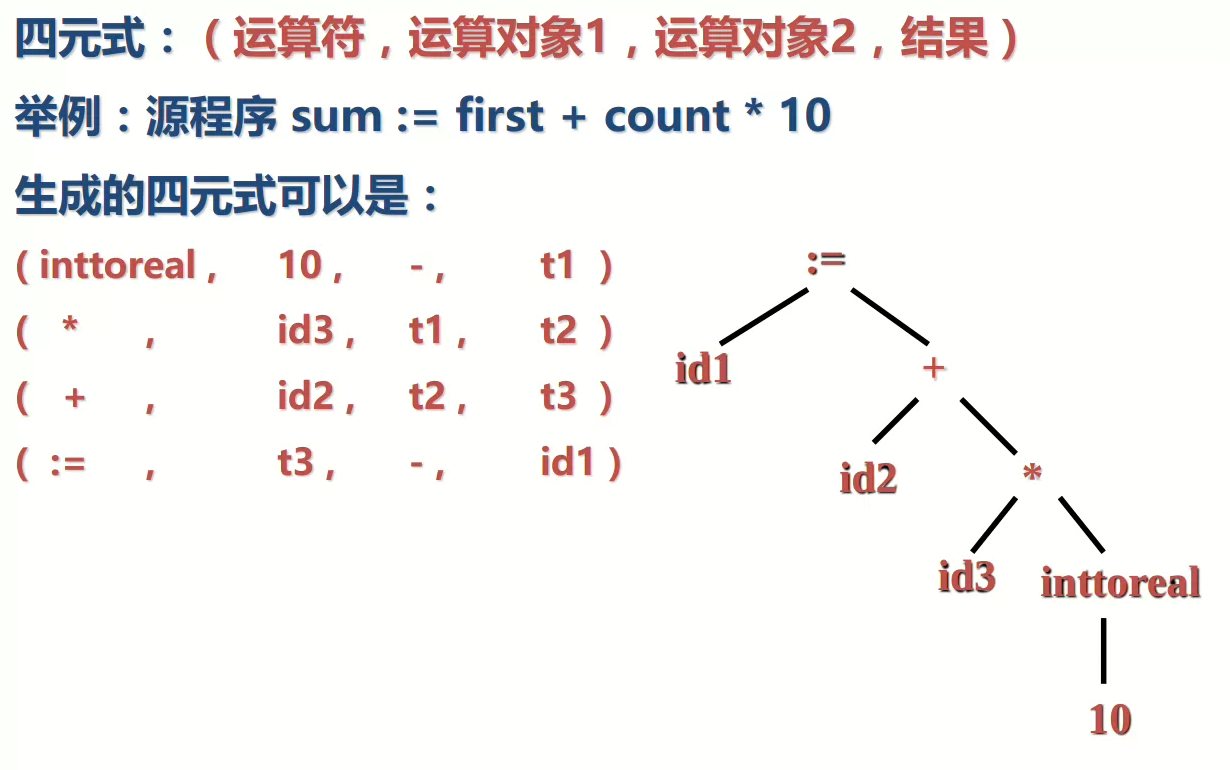 四元式：（运算符，运算对象1，运算对象2，结果）
举例：源程序 sum := first + count * 10
生成的四元式可以是：
( inttoreal , 10 , - , t1 )
( * , id3 , t1 , t2 )
( + , id2 , t2 , t3 )
( := , t3 , - , id1 )
:=
id1 +
id2 *
id3 inttoreal
10